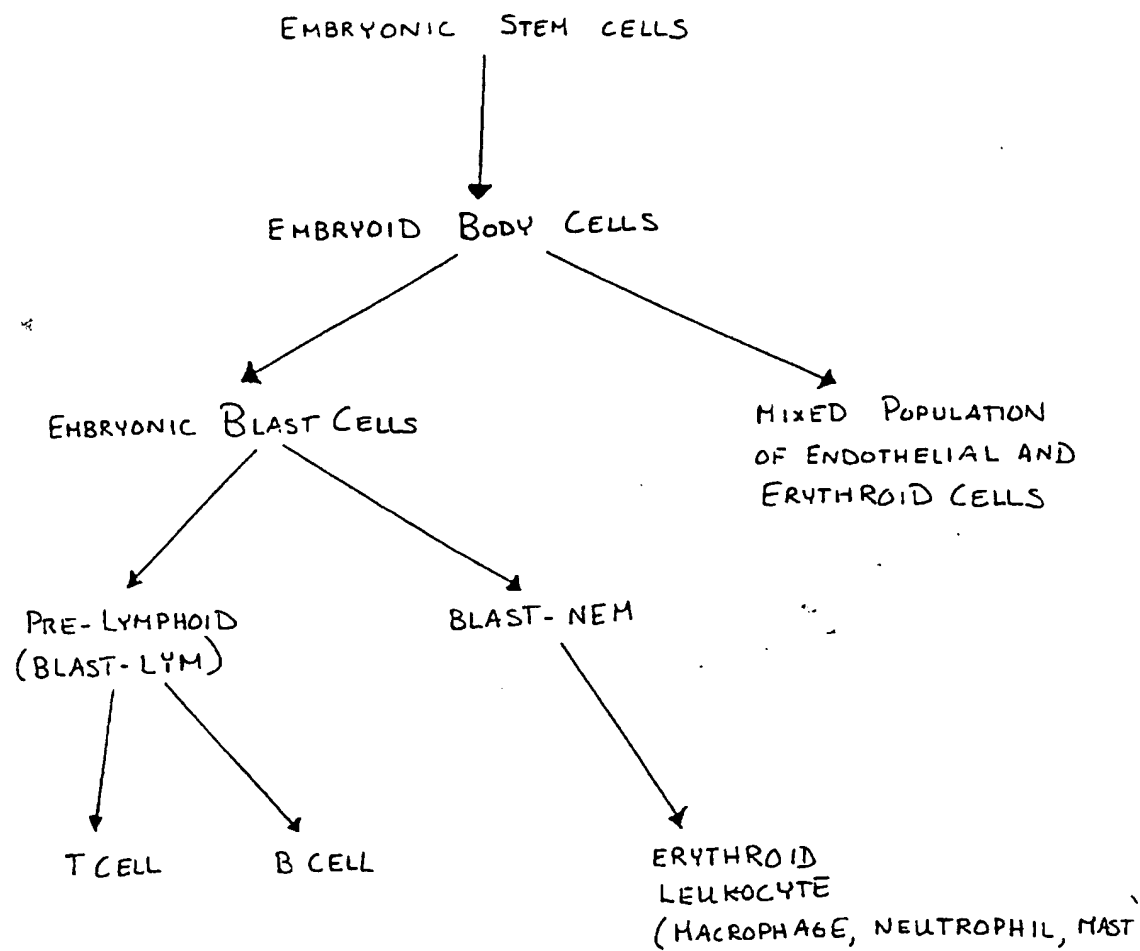 EMBRYONIC STEM CELLS
EMBRYOID BODY CELLS
EMBRYONIC BLAST CELLS
MIXED POPULATION
OF ENDOTHELIAL AND
ERYTHROID CELLS
PRE-LYMPHOID
(BLAST-LYM)
BLAST-NEM
T CELL
B CELL
ERYTHROID
LEUKOCYTE
(MACROPHAGE, NEUTROPHIL, MAST